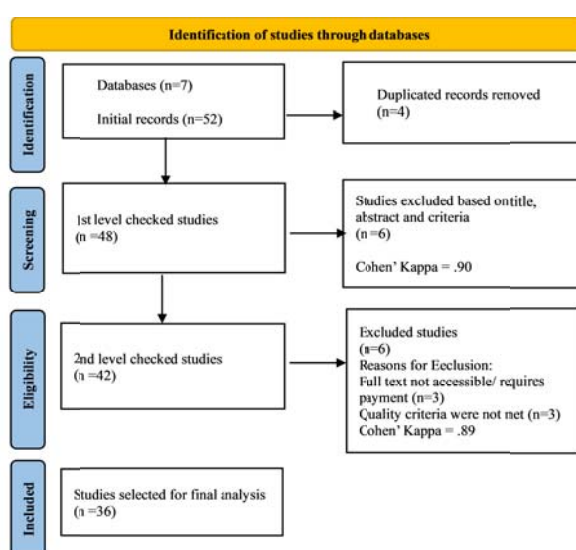 Identification of studies through databases
Identification
Databases (n=7)
Initial records (n=52)
Duplicated records removed
(n=4)
Screening
1st level checked studies
(n =48)
Studies excluded based ontitle,
abstract and criteria
(n=6)
Cohen' Kappa = .90
Eligibility
2nd level checked studies
(n =42)
Excluded studies
(n=6)
Reasons for Eeclusion:
Full text not accessible/ requires
payment (n=3)
Quality criteria were not net (n=3)
Cohen' Kappa = .89
Included
Studies selected for final analysis
(n =36)